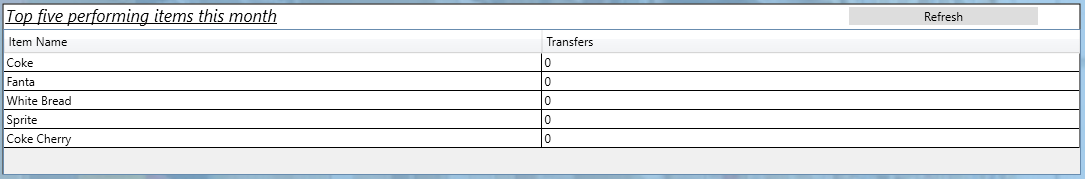 Top five performing items this month Refresh
Item Name Transfers
Coke 0
Fanta 0
White Bread 0
Sprite 0
Coke Cherry 0